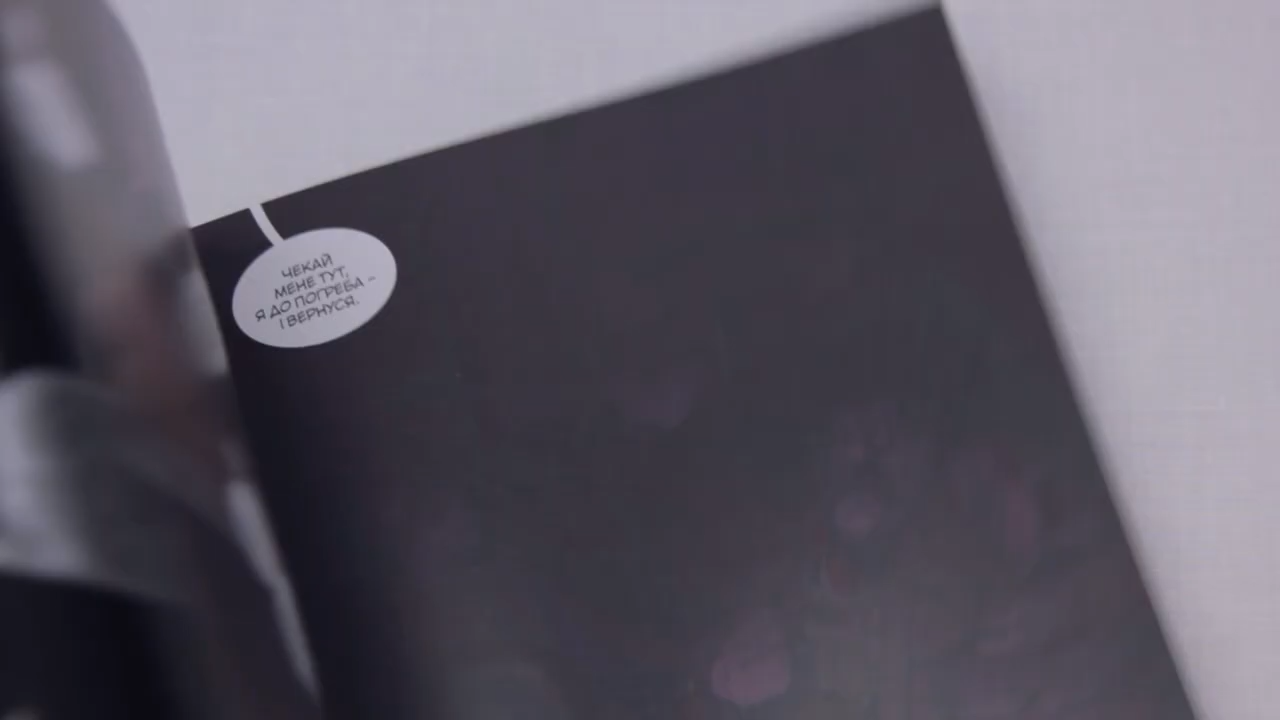 ЧЕКАЙ
МЕНЕ ТУТ,
Я ДО ПОГРЕБА –
І ВЕРНУСЯ.